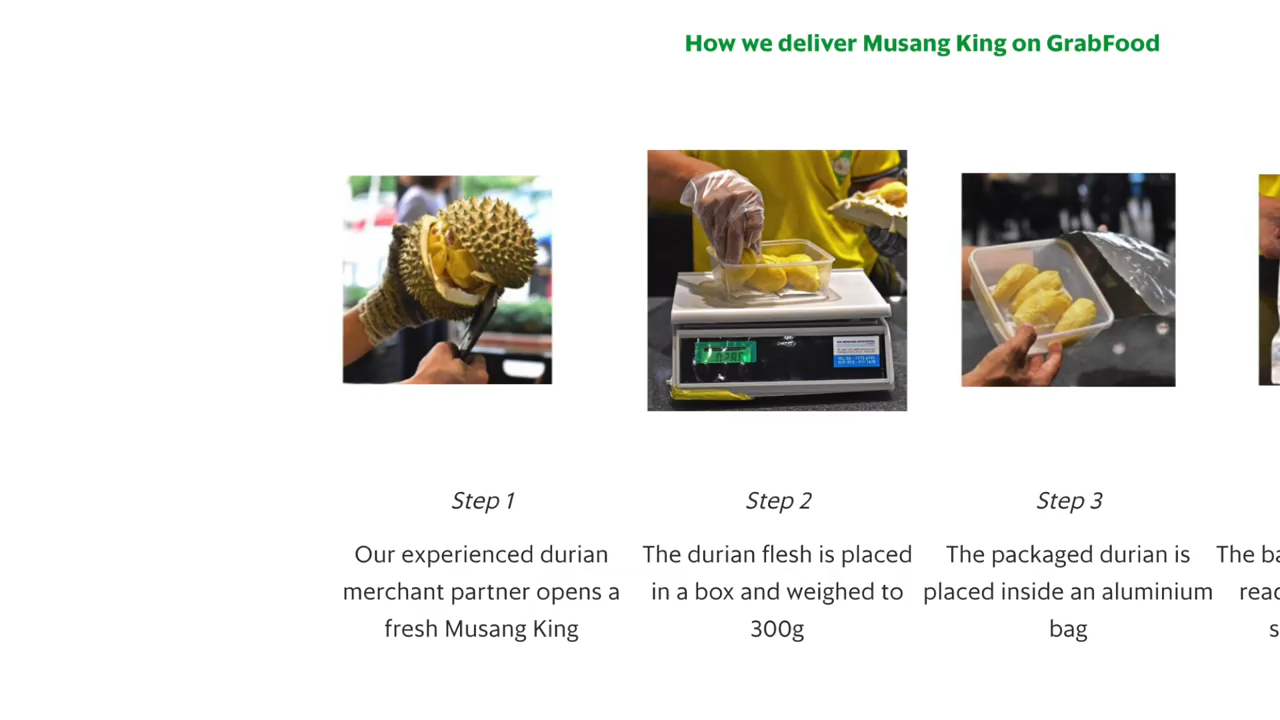 How we deliver Musang King on GrabFood
Step 1
Our experienced durian
merchant partner opens a
fresh Musang King
Step 2
The durian flesh is placed
in a box and weighed to
300g
Step 3
The packaged durian is
placed inside an aluminium
bag
The